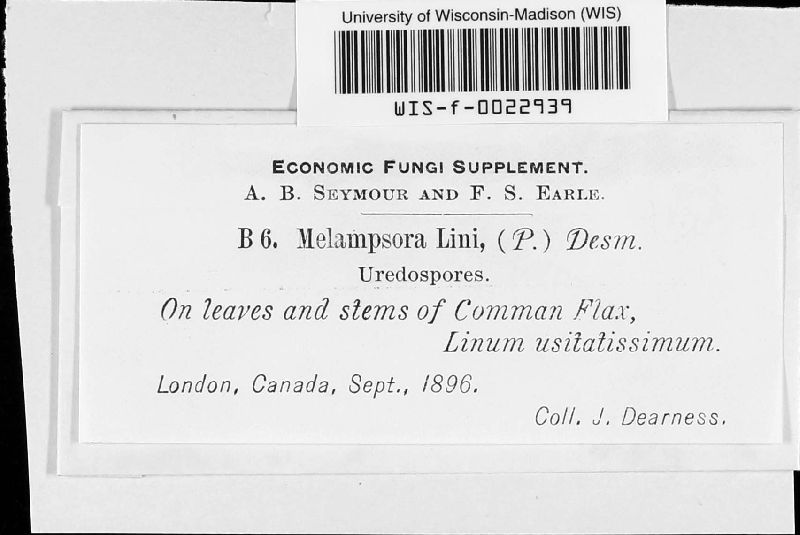 University of Wisconsin-Madison (WIS)
WIS-f-0022939
ECONOMIC FUNGI SUPPLEMENT.
A. B. SEYMOUR AND F. S. EARLE.
B 6. Melampsora Lini, (P.) Desm.
Uredospores.
On leaves and stems of Comman Flax,
Linum usitatissimum.
London, Canada, Sept., 1896.
Coll. J. Dearness.